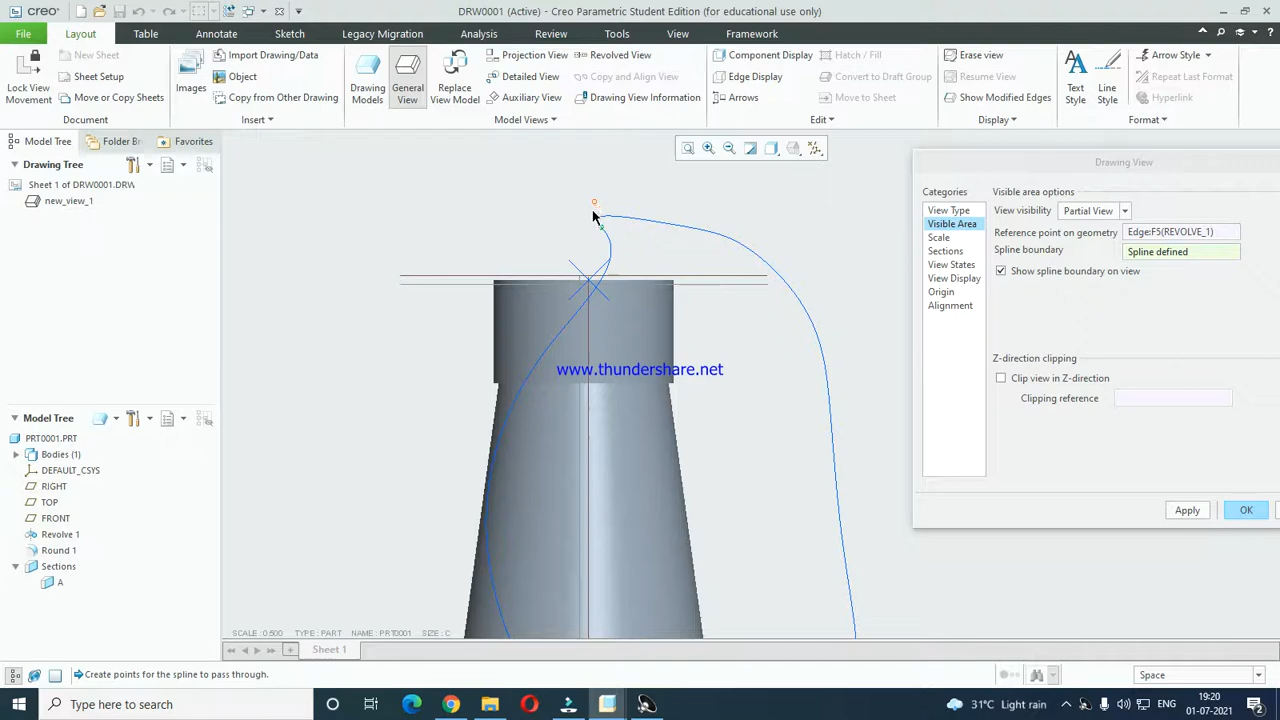 creo
DRW0001 (Active) - Creo Parametric Student Edition (for educational use only)
File
Layout
Table
Annotate
Sketch
Legacy Migration
Analysis
Review
Tools
View
Framework
Lock View Movement
New Sheet
Sheet Setup
Move or Copy Sheets
Document
Images
Import Drawing/Data
Object
Copy from Other Drawing
Insert
Drawing Models
General View
Replace View Model
Projection View
Detailed View
Auxiliary View
Revolved View
Copy and Align View
Drawing View Information
Model Views
Component Display
Edge Display
Arrows
Hatch / Fill
Convert to Draft Group
Move to Sheet
Edit
Erase view
Resume View
Show Modified Edges
Display
Text Style
Line Style
Arrow Style
Repeat Last Format
Hyperlink
Format
Model Tree
Folder Br
Favorites
Drawing Tree
Sheet 1 of DRW0001.DRW
new_view_1
Model Tree
PRT0001.PRT
Bodies (1)
DEFAULT_CSYS
RIGHT
TOP
FRONT
Revolve 1
Round 1
Sections
A
www.thundershare.net
Drawing View
Categories
View Type
Visible Area
Scale
Sections
View States
View Display
Origin
Alignment
Visible area options
View visibility
Partial View
Reference point on geometry
Edge:F5(REVOLVE_1)
Spline boundary
Spline defined
Show spline boundary on view
Z-direction clipping
Clip view in Z-direction
Clipping reference
Apply
OK
SCALE : 0.500 TYPE : PART NAME : PRT0001 SIZE : C
Sheet 1
Create points for the spline to pass through.
Space
Type here to search
31°C Light rain
ENG
19:20
01-07-2021